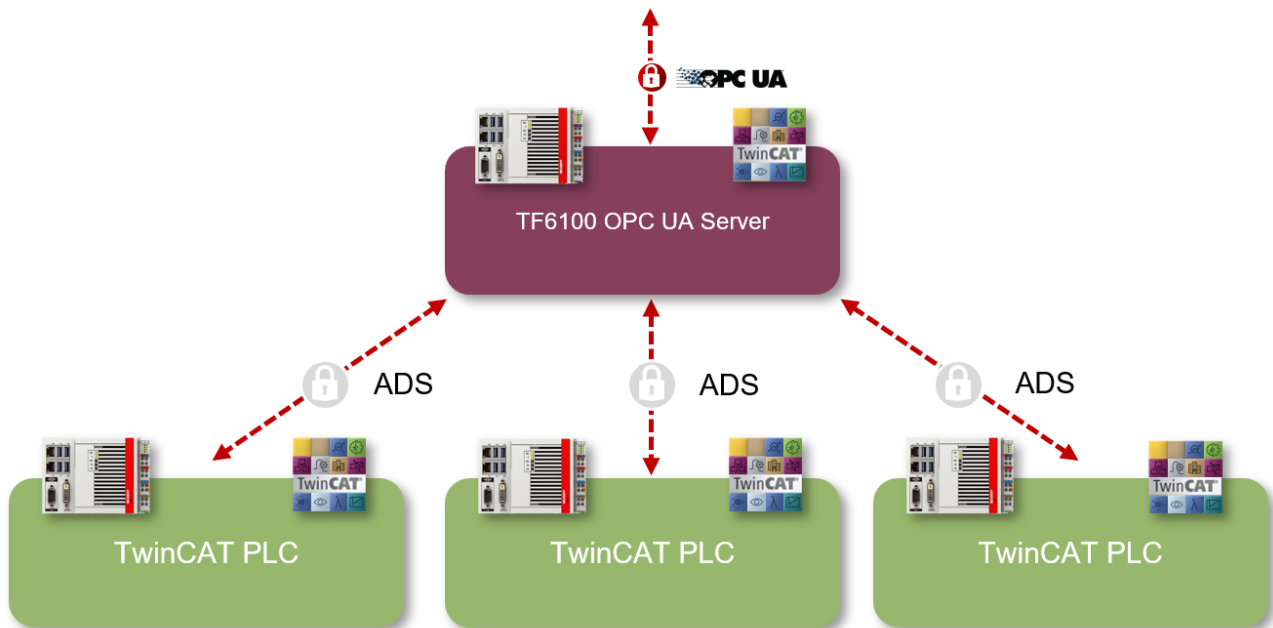 OPC UA
TwinCAT®
TF6100 OPC UA Server
ADS
ADS
ADS
TwinCAT®
TwinCAT®
TwinCAT®
TwinCAT PLC
TwinCAT PLC
TwinCAT PLC